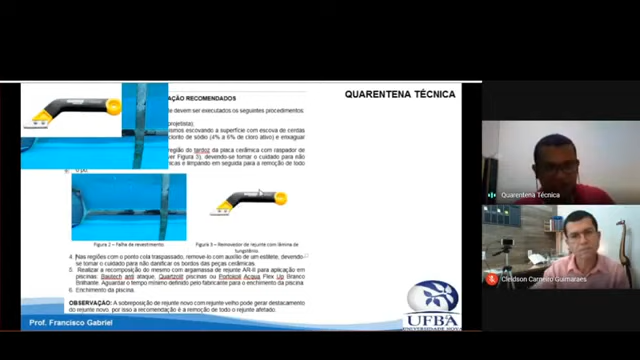 QUARENTENA TÉCNICA
AÇÃO RECOMENDADOS
te devem ser executados os seguintes procedimentos:
projetista).
smos escovando a superfície com escova de cerdas
clorito de sódio (4% a 6% de cloro ativo) e enxaguar
região do tardoz da placa cerâmica com raspador de
ver Figura 3), devendo-se tomar o cuidado para não
nicas e limpando em seguida para a remoção de todo
o pó.
Figura 2 – Falha de revestimento.
Figura 3 – Removedor de rejunte com lâmina de
tungstênio.
4. Nas regiões com o ponto cola traspassado, remove-lo com auxilio de um estilete, devendo-
se tomar o cuidado para não danificar os bordos das peças cerâmicas.
5. Realizar a recomposição do mesmo com argamassa de rejunte AR-II para aplicação em
piscinas, Bautech anti ataque, Quartzolit piscinas ou Portokoll Acqua Flex Up Branco
Brilhante. Aguardar o tempo mínimo definido pelo fabricante para o enchimento da piscina.
6. Enchimento da piscina.
OBSERVAÇÃO: A sobreposição de rejunte novo com rejunte velho pode gerar destacamento
do rejunte novo, por isso a recomendação é a remoção de todo o rejunte afetado.
Prof. Francisco Gabriel
UFBA
Quarentena Técnica
Cleidson Carneiro Guimaraes